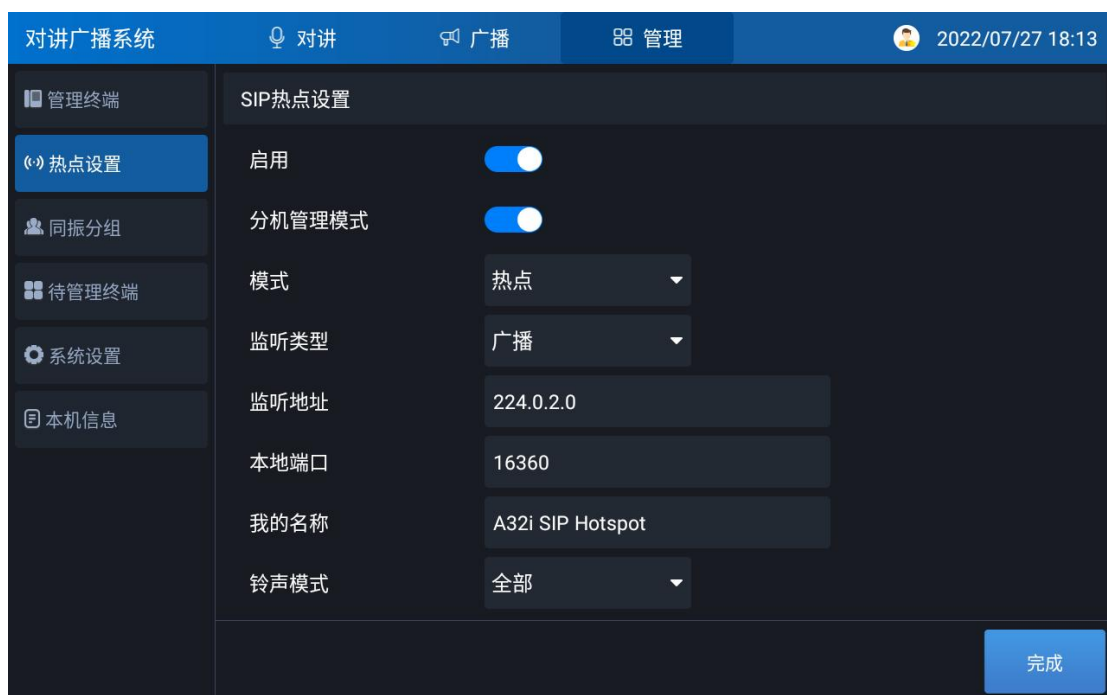 对讲广播系统 对讲 广播 管理 2022/07/27 18:13
管理终端
热点设置
同振分组
待管理终端
系统设置
本机信息
SIP热点设置
启用
分机管理模式
模式 热点
监听类型 广播
监听地址 224.0.2.0
本地端口 16360
我的名称 A32i SIP Hotspot
铃声模式 全部
完成